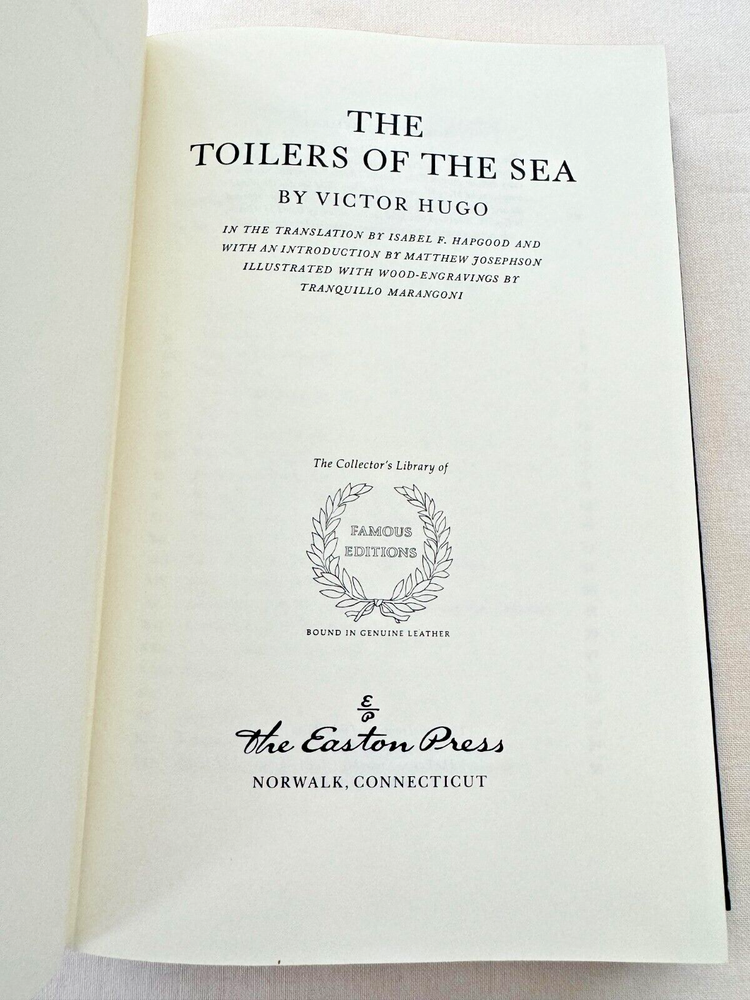 THE
TOILERS OF THE SEA
BY VICTOR HUGO
IN THE TRANSLATION BY ISABEL F. HAPGOOD AND
WITH AN INTRODUCTION BY MATTHEW JOSEPHSON
ILLUSTRATED WITH WOOD-ENGRAVINGS BY
TRANQUILLO MARANGONI
The Collector's Library of
FAMOUS
EDITIONS
BOUND IN GENUINE LEATHER
E
P
The Easton Press
NORWALK, CONNECTICUT